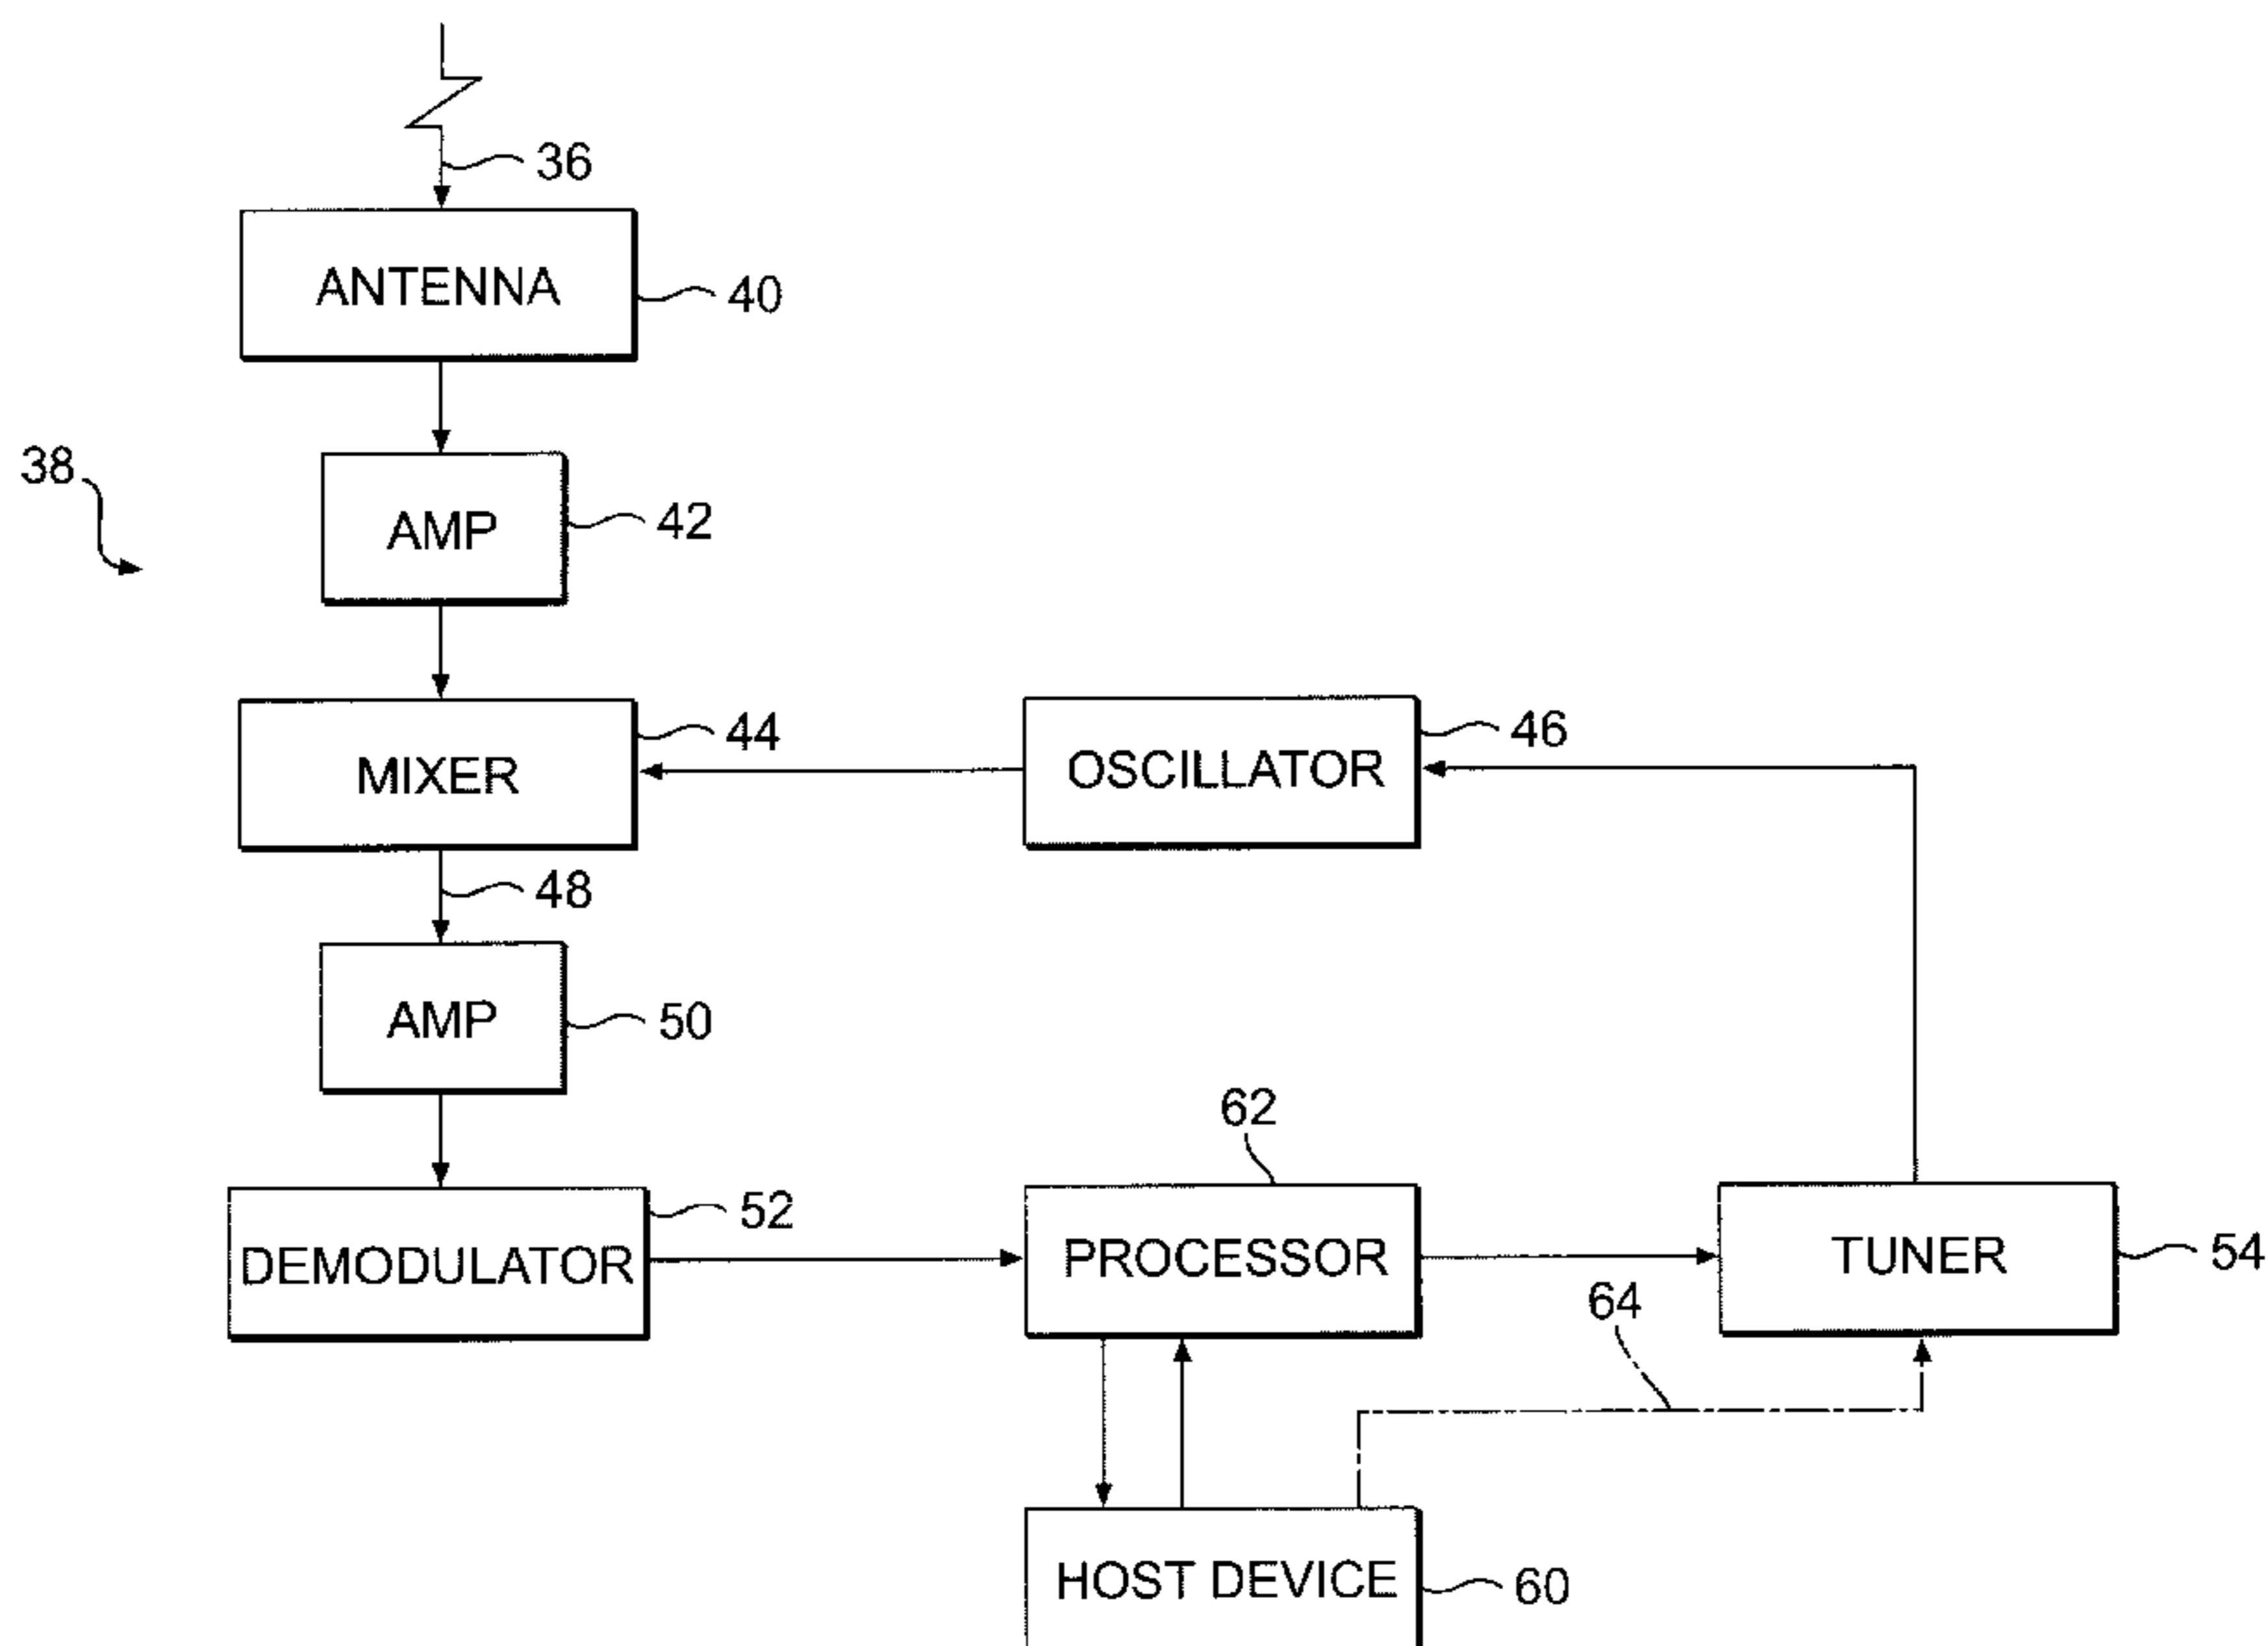 36
ANTENNA
40
38
AMP
42
MIXER
44
OSCILLATOR
46
48
AMP
50
62
DEMODULATOR
52
PROCESSOR
TUNER
54
64
HOST DEVICE
60